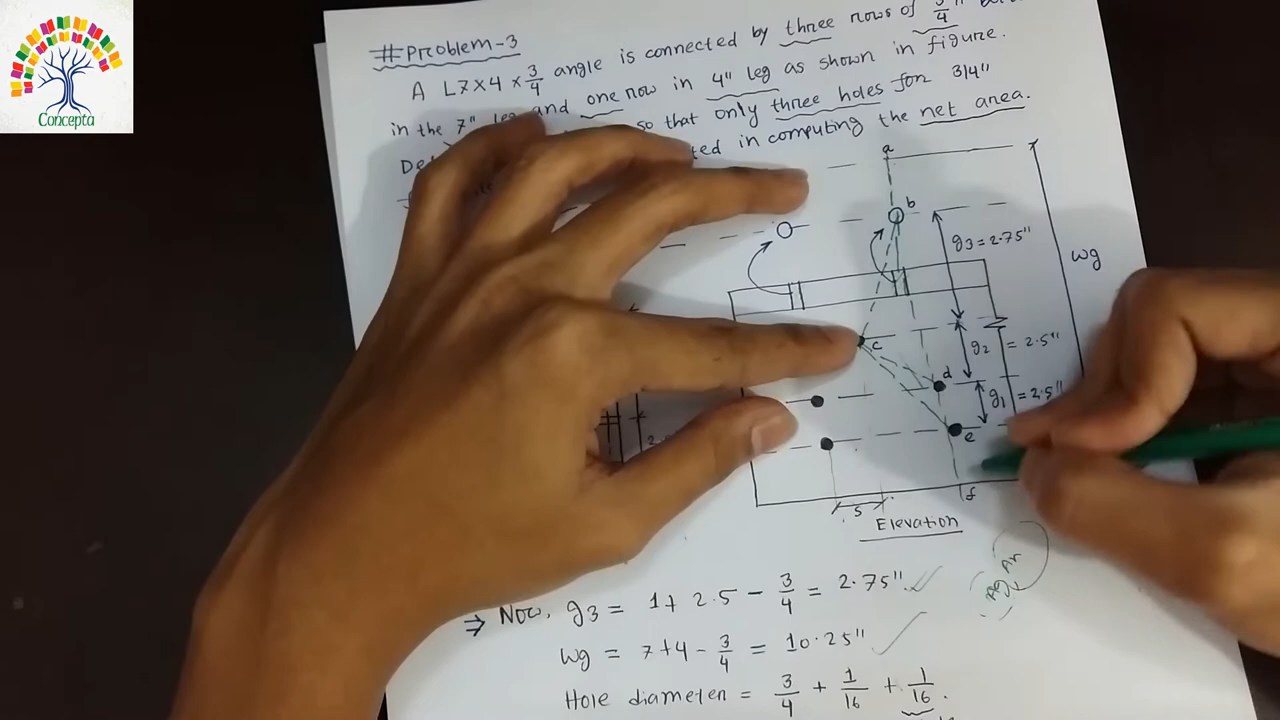 Concepta
#Problem-3
A L7×4×3/4 angle is connected by three rows of 3/4"
in the 7" leg and one row in 4" leg as shown in figure.
so that only three holes for 3/4"
in computing the net area.
a
b
g3=2.75"
wg
c
g2 = 2.5"
d
g1 = 2.5"
e
f
s
Elevation
⇒ Now, g3 = 1 + 2.5 - 3/4 = 2.75"
wg = 7+4 - 3/4 = 10.25"
Hole diameter = 3/4 + 1/16 + 1/16.